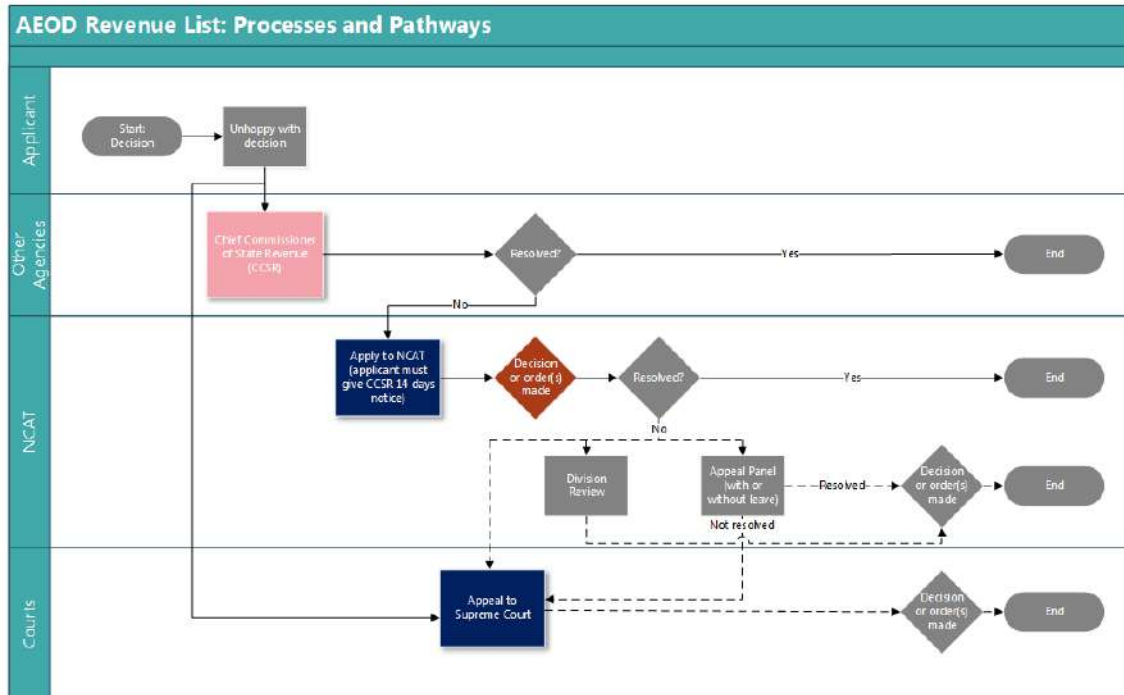 AEOD Revenue List: Processes and Pathways
Applicant
Start:
Decision
Unhappy with
decision
Other
Agencies
Chief Commissioner
of State Revenue
(CCSR)
Resolved?
Yes
End
No
NCAT
Apply to NCAT
(applicant must
give CCSR 14 days
notice)
Decision
or order(s)
made
Resolved?
Yes
End
No
Division
Review
Appeal Panel
(with or
without leave)
Resolved
Decision
or order(s)
made
End
Not resolved
Courts
Appeal to
Supreme Court
Decision
or order(s)
made
End